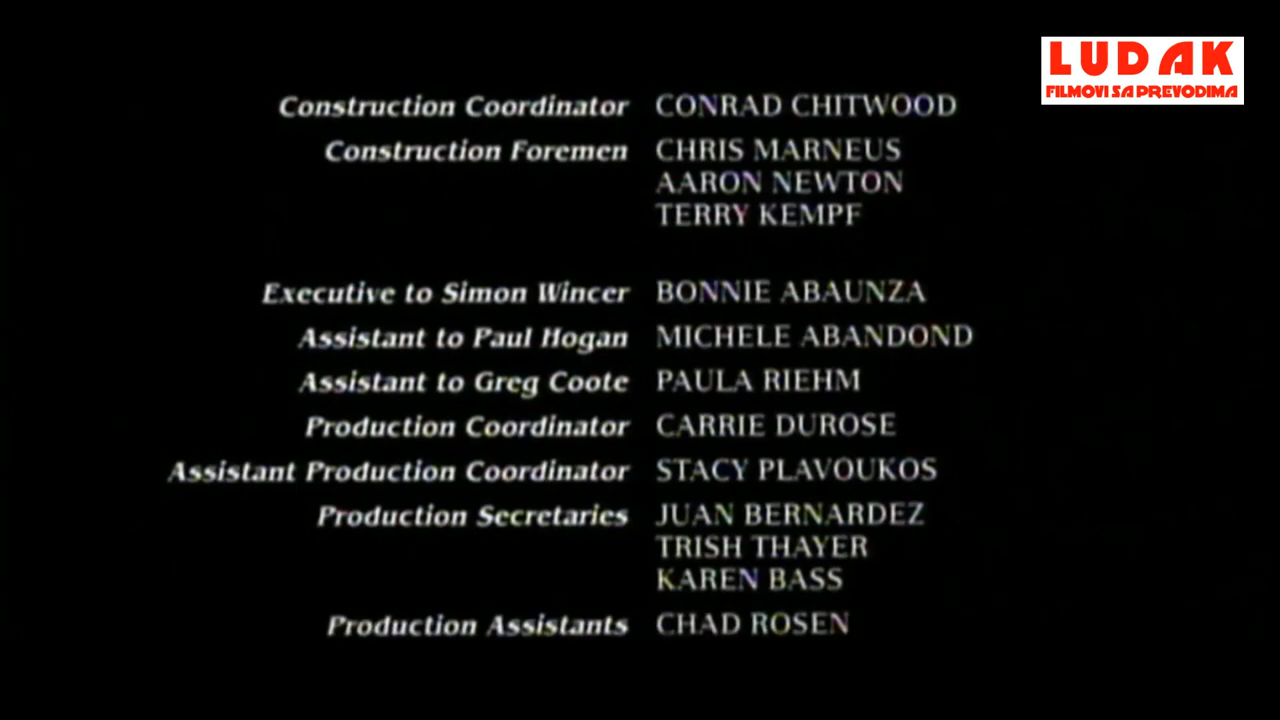 LUDAK
FILMOVI SA PREVODIMA
Construction Coordinator CONRAD CHITWOOD
Construction Foremen CHRIS MARNEUS
AARON NEWTON
TERRY KEMPF
Executive to Simon Wincer BONNIE ABAUNZA
Assistant to Paul Hogan MICHELE ABANDOND
Assistant to Greg Coote PAULA RIEHM
Production Coordinator CARRIE DUROSE
Assistant Production Coordinator STACY PLAVOUKOS
Production Secretaries JUAN BERNARDEZ
TRISH THAYER
KAREN BASS
Production Assistants CHAD ROSEN